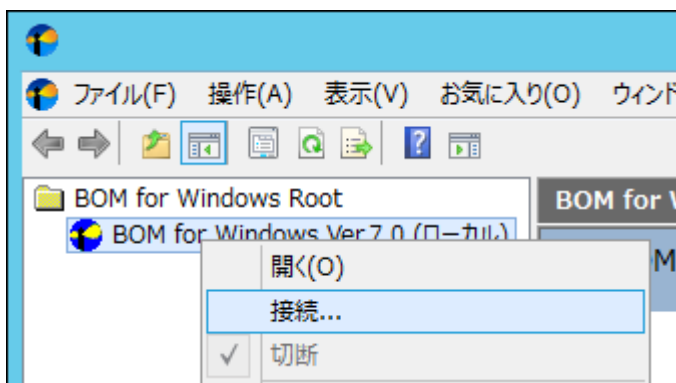 ファイル(F) 操作(A) 表示(V) お気に入り(O) ウィンド
BOM for Windows Root
BOM for
BOM for Windows Ver.7.0 (ローカル)
開く(O)
接続...
切断